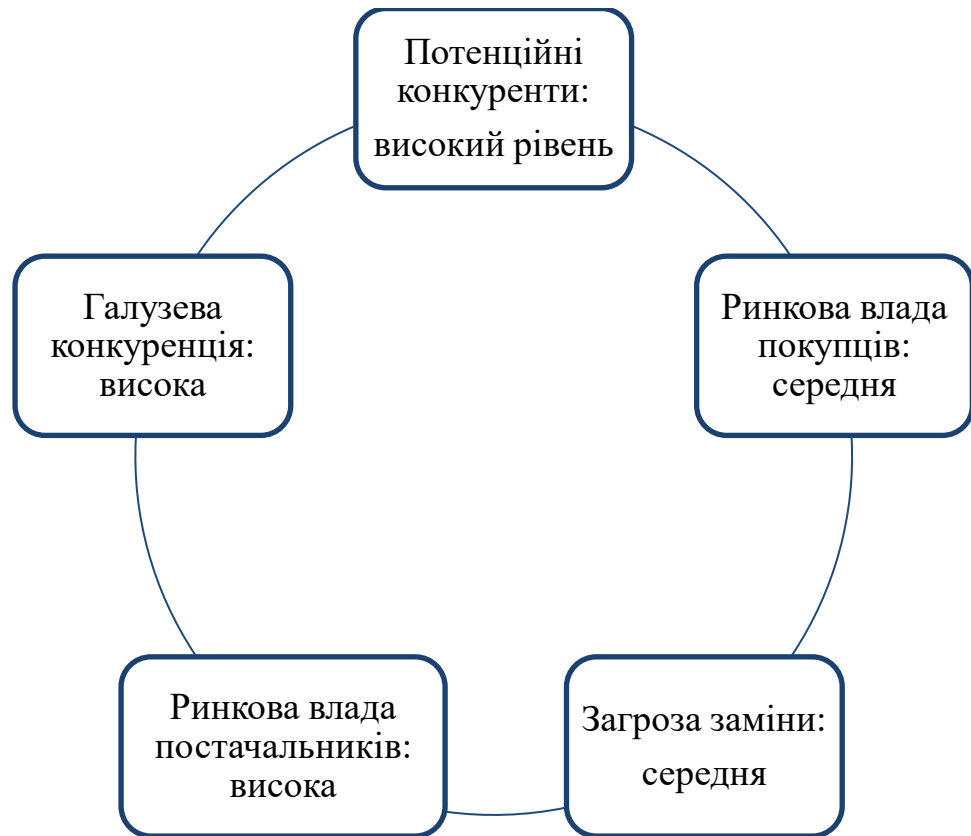 Потенційні
конкуренти:
високий рівень
Галузева
конкуренція:
висока
Ринкова влада
покупців:
середня
Ринкова влада
постачальників:
висока
Загроза заміни:
середня